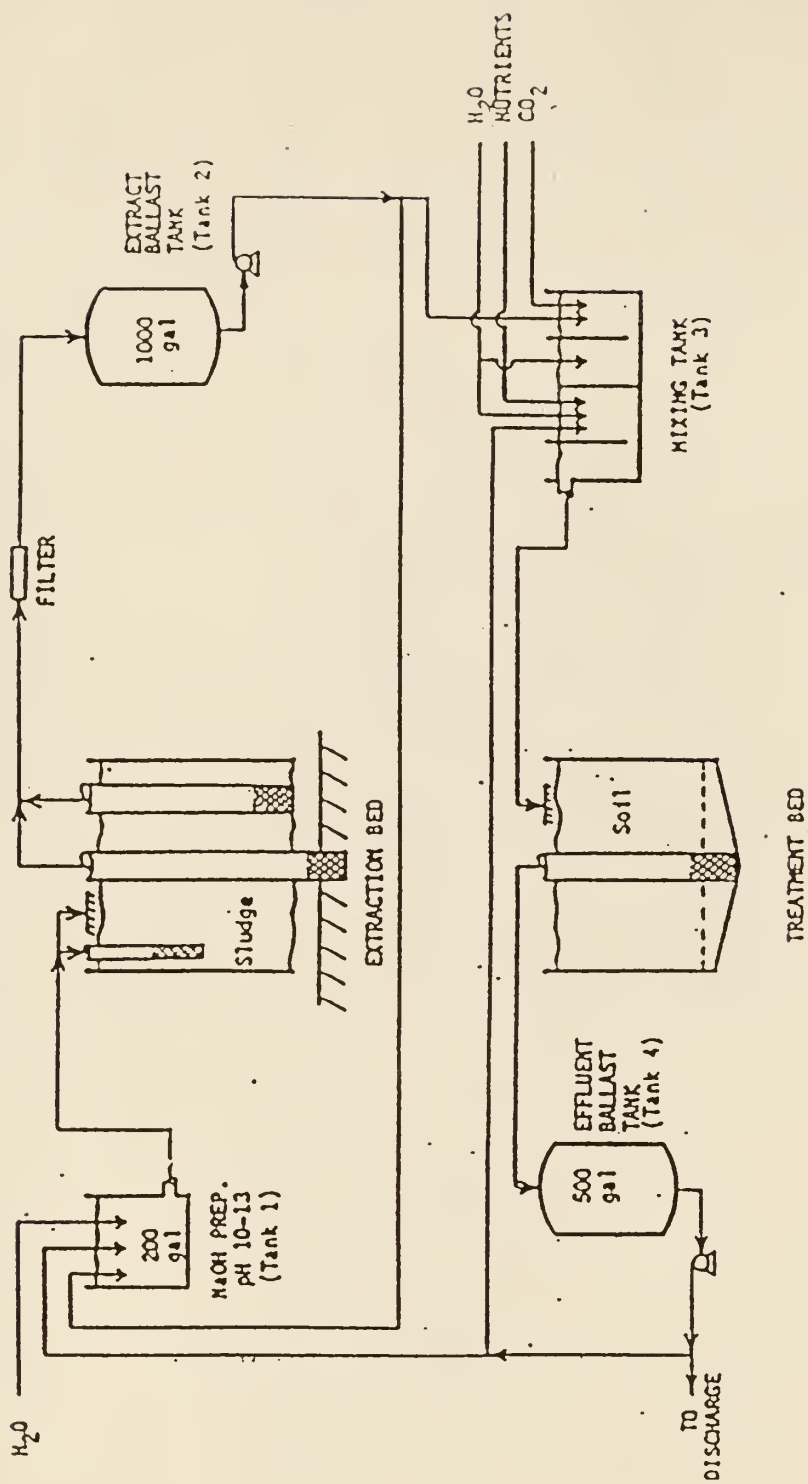 H2O
200
gal
NaOH PREP.
pH 10-13
(Tank 1)
Sludge
EXTRACTION BED
FILTER
1000
gal
EXTRACT
BALLAST
TANK
(Tank 2)
H2O
NUTRIENTS
CO2
MIXING TANK
(Tank 3)
Soil
TREATMENT BED
500
gal
EFFLUENT
BALLAST
TANK
(Tank 4)
TO
DISCHARGE